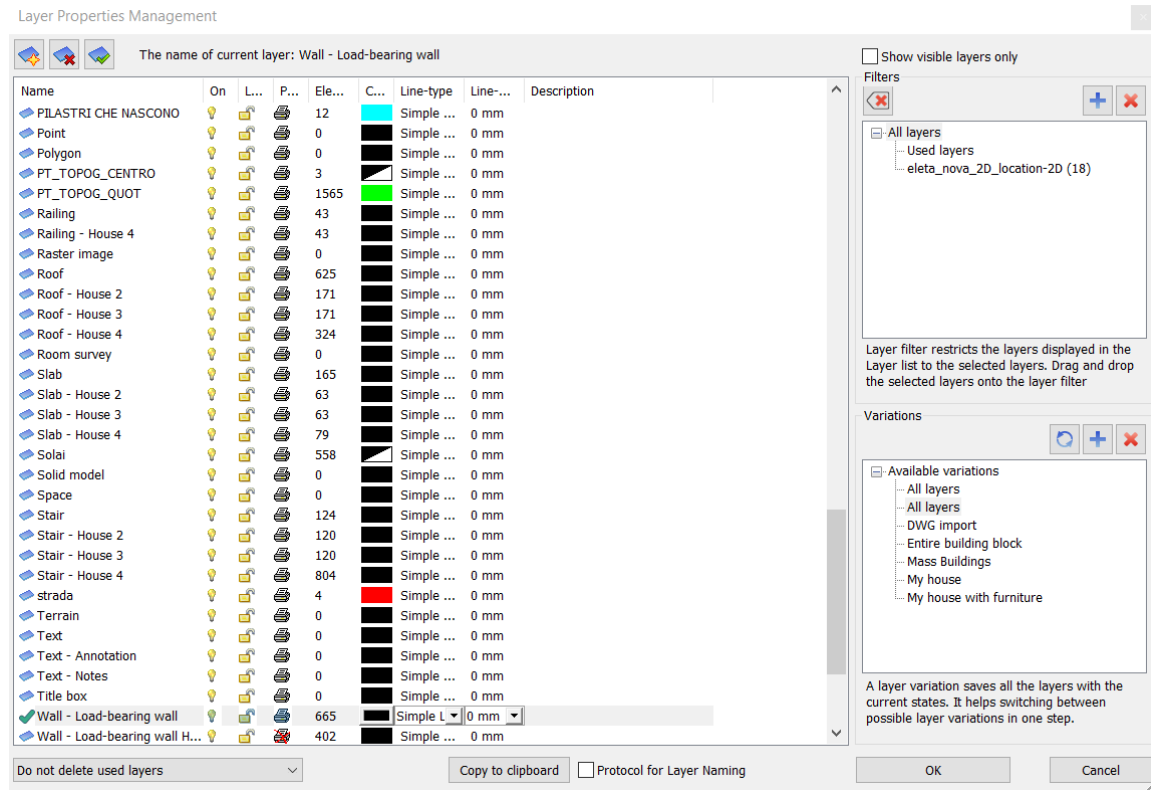 Layer Properties Management
The name of current layer: Wall - Load-bearing wall
Show visible layers only
Name On L... P... Ele... C... Line-type Line-... Description
PILASTRI CHE NASCONO 12 Simple ... 0 mm
Point 0 Simple ... 0 mm
Polygon 0 Simple ... 0 mm
PT_TOPOG_CENTRO 3 Simple ... 0 mm
PT_TOPOG_QUOT 1565 Simple ... 0 mm
Railing 43 Simple ... 0 mm
Railing - House 4 43 Simple ... 0 mm
Raster image 0 Simple ... 0 mm
Roof 625 Simple ... 0 mm
Roof - House 2 171 Simple ... 0 mm
Roof - House 3 171 Simple ... 0 mm
Roof - House 4 324 Simple ... 0 mm
Room survey 0 Simple ... 0 mm
Slab 165 Simple ... 0 mm
Slab - House 2 63 Simple ... 0 mm
Slab - House 3 63 Simple ... 0 mm
Slab - House 4 79 Simple ... 0 mm
Solai 558 Simple ... 0 mm
Solid model 0 Simple ... 0 mm
Space 0 Simple ... 0 mm
Stair 124 Simple ... 0 mm
Stair - House 2 120 Simple ... 0 mm
Stair - House 3 120 Simple ... 0 mm
Stair - House 4 804 Simple ... 0 mm
strada 4 Simple ... 0 mm
Terrain 0 Simple ... 0 mm
Text 0 Simple ... 0 mm
Text - Annotation 0 Simple ... 0 mm
Text - Notes 0 Simple ... 0 mm
Title box 0 Simple ... 0 mm
Wall - Load-bearing wall 665 Simple L 0 mm
Wall - Load-bearing wall H... 402 Simple ... 0 mm
Filters
All layers
Used layers
eleta_nova_2D_location-2D (18)
Layer filter restricts the layers displayed in the
Layer list to the selected layers. Drag and drop
the selected layers onto the layer filter
Variations
Available variations
All layers
All layers
DWG import
Entire building block
Mass Buildings
My house
My house with furniture
A layer variation saves all the layers with the
current states. It helps switching between
possible layer variations in one step.
Do not delete used layers
Copy to clipboard
Protocol for Layer Naming
OK
Cancel